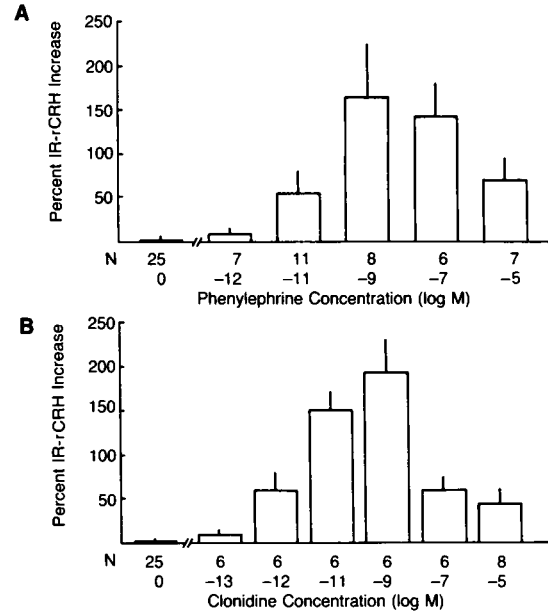 A
Percent IR-rCRH Increase
250
200
150
100
50
N 25 7 11 8 6 7
0 −12 −11 −9 −7 −5
Phenylephrine Concentration (log M)
B
Percent IR-rCRH Increase
250
200
150
100
50
N 25 6 6 6 6 6 8
0 −13 −12 −11 −9 −7 −5
Clonidine Concentration (log M)